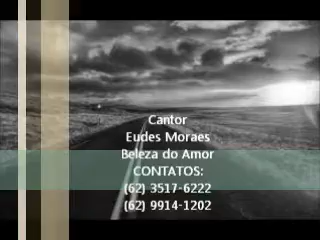 Cantor
Eudes Moraes
Beleza do Amor
CONTATOS:
(62) 3517-6222
(62) 9914-1202